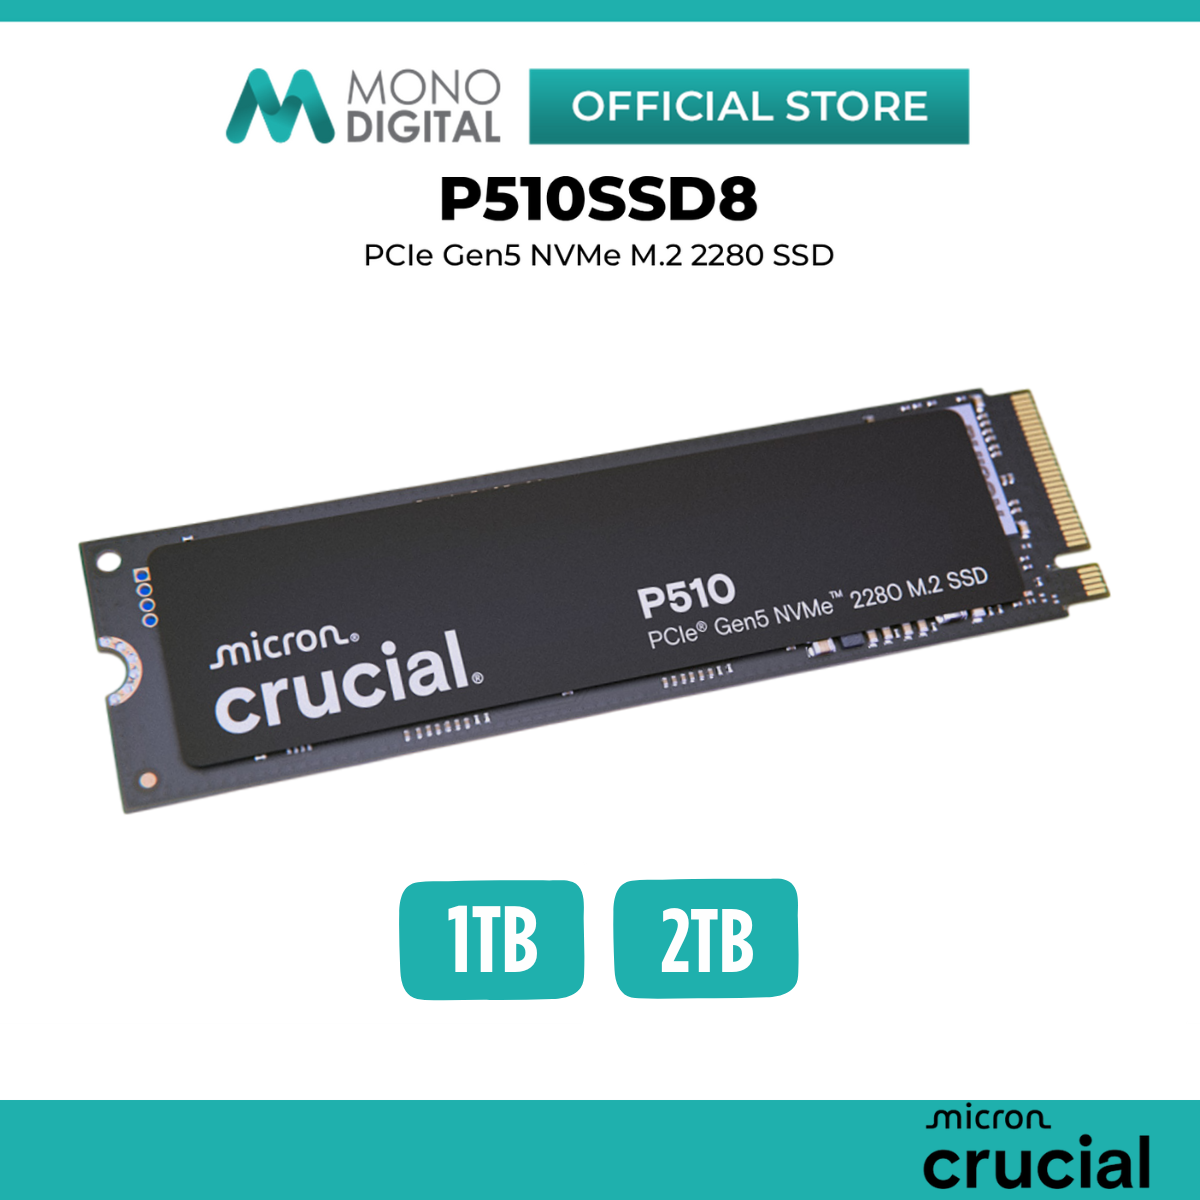 MONO
DIGITAL
OFFICIAL STORE
P510SSD8
PCIe Gen5 NVMe M.2 2280 SSD
P510
PCIe® Gen5 NVMe™ 2280 M.2 SSD
micron®
crucial®
1TB
2TB
micron
crucial